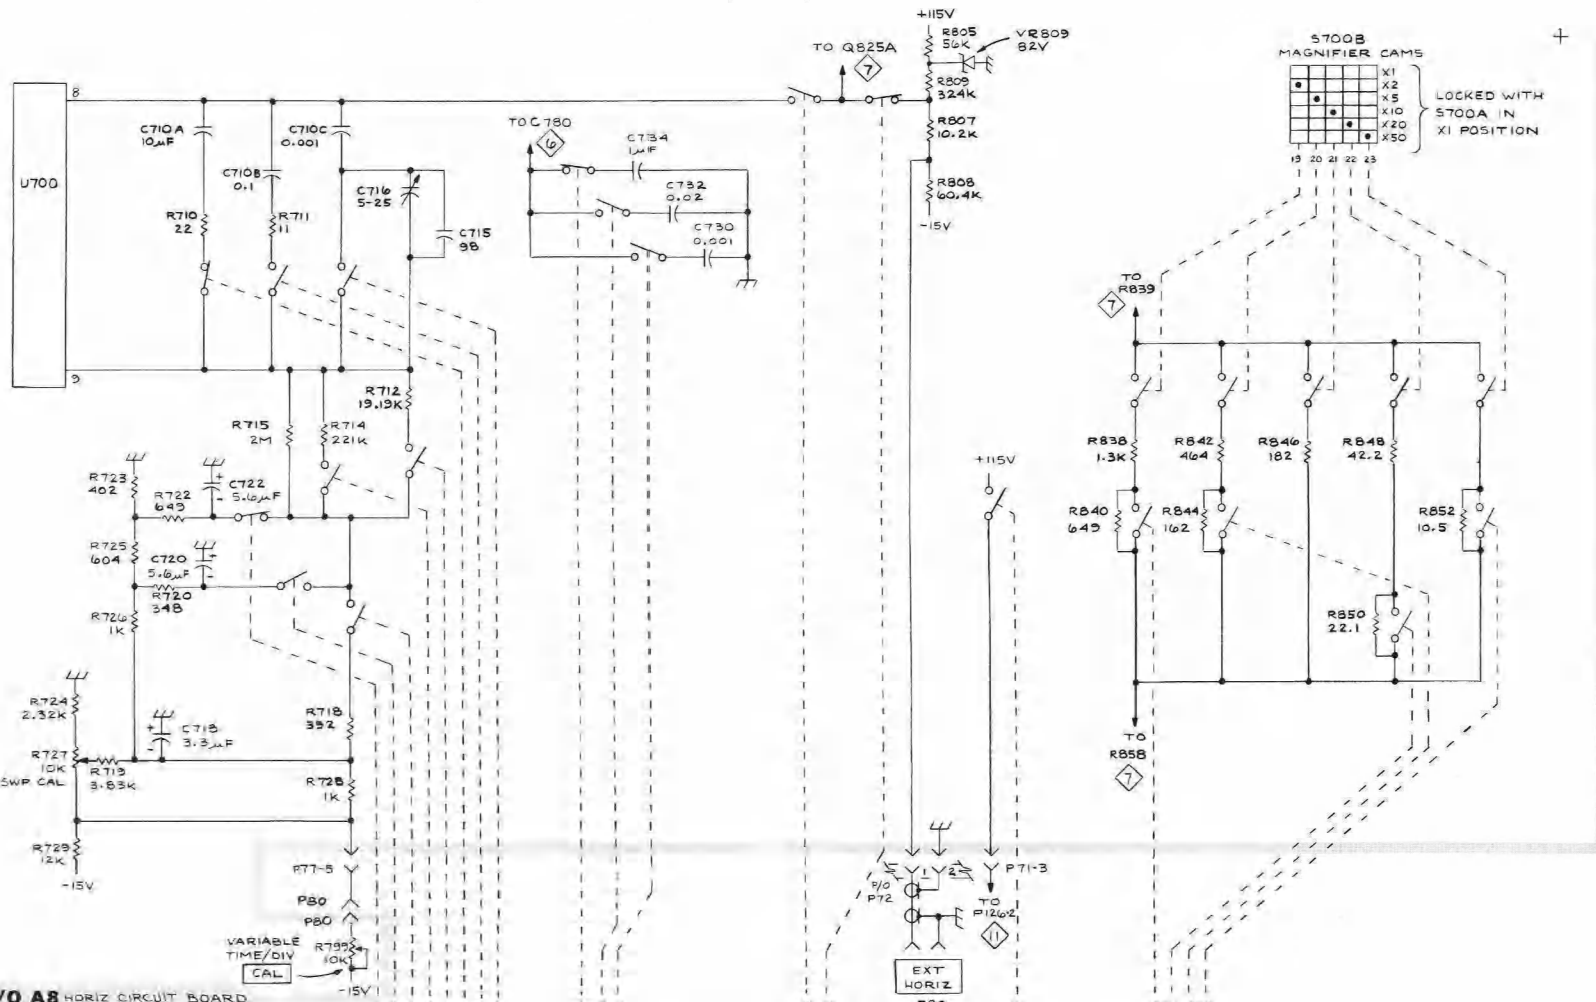 +115V
R805
56K
VR809
82V
TO Q825A
7
R809
324K
R807
10.2K
R808
60.4K
-15V
S700B
MAGNIFIER CAMS
X1
X2
X5
X10
X20
X50
19 20 21 22 23
LOCKED WITH
S700A IN
X1 POSITION
U700
8
9
C710A
10µF
C710B
0.1
C710C
0.001
C716
5-25
C715
98
R710
22
R711
11
TO C780
6
C734
1µF
C732
0.02
C730
0.001
R712
19.19K
R715
2M
R714
221K
R723
402
R722
649
C722
5.6µF
R725
604
C720
5.6µF
R720
348
R726
1K
R724
2.32K
R727
10K
SWP CAL
R719
3.83K
C718
3.3µF
R718
392
R728
1K
R729
12K
-15V
P77-5
P80
P80
VARIABLE
TIME/DIV
CAL
R799
10K
-15V
+115V
P71-3
TO
P126-2
11
1 2
P/O
P72
EXT
HORIZ
TO
R839
7
R838
1.3K
R842
464
R846
182
R848
42.2
R840
649
R844
162
R852
10.5
R850
22.1
TO
R858
7
/O A8 HORIZ CIRCUIT BOARD